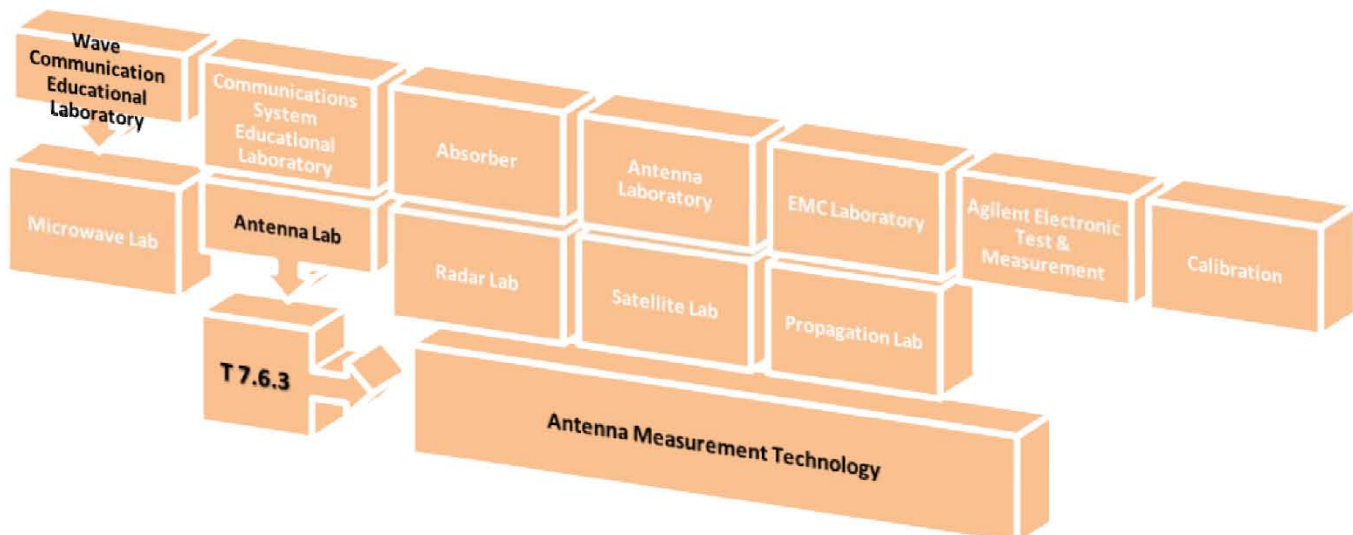 Wave
Communication
Educational
Laboratory
Communications
System
Educational
Laboratory
Absorber
Antenna
Laboratory
EMC Laboratory
Agilent Electronic
Test &
Measurement
Calibration
Microwave Lab
Antenna Lab
Radar Lab
Satellite Lab
Propagation Lab
T 7.6.3
Antenna Measurement Technology